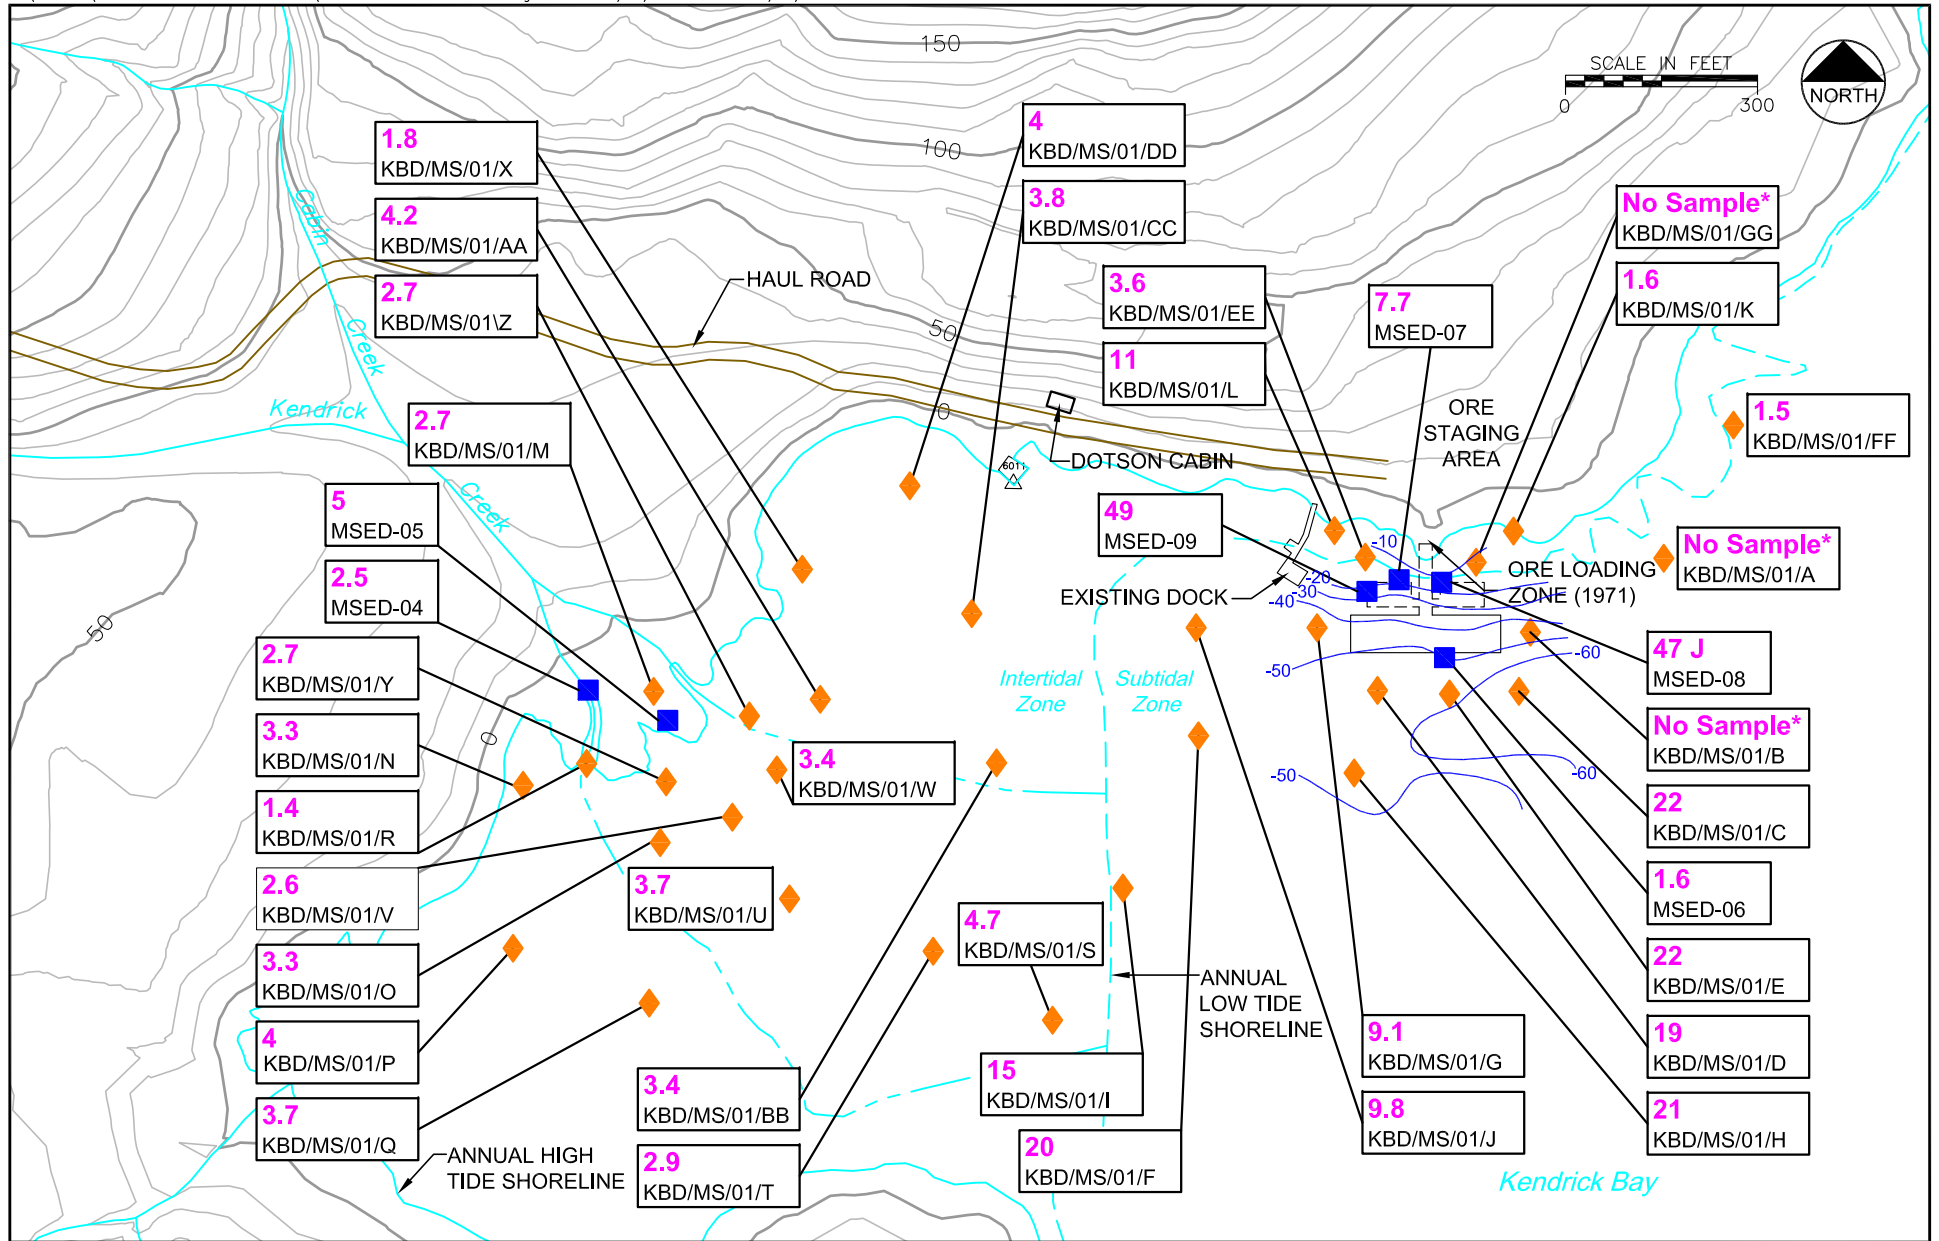 150
SCALE IN FEET
0
300
NORTH
100
50
0
50
0
1.8
KBD/MS/01/X
4.2
KBD/MS/01/AA
2.7
KBD/MS/01\Z
2.7
KBD/MS/01/M
5
MSED-05
2.5
MSED-04
2.7
KBD/MS/01/Y
3.3
KBD/MS/01/N
1.4
KBD/MS/01/R
2.6
KBD/MS/01/V
3.3
KBD/MS/01/O
4
KBD/MS/01/P
3.7
KBD/MS/01/Q
Cabin
Creek
Kendrick
Creek
HAUL ROAD
4
KBD/MS/01/DD
3.8
KBD/MS/01/CC
3.6
KBD/MS/01/EE
11
KBD/MS/01/L
7.7
MSED-07
No Sample*
KBD/MS/01/GG
1.6
KBD/MS/01/K
1.5
KBD/MS/01/FF
No Sample*
KBD/MS/01/A
ORE
STAGING
AREA
6011
DOTSON CABIN
49
MSED-09
EXISTING DOCK
ORE LOADING
ZONE (1971)
-10
-20
-30
-40
-50
-60
-50
-60
Intertidal
Zone
Subtidal
Zone
47 J
MSED-08
No Sample*
KBD/MS/01/B
22
KBD/MS/01/C
1.6
MSED-06
22
KBD/MS/01/E
19
KBD/MS/01/D
21
KBD/MS/01/H
3.4
KBD/MS/01/W
3.7
KBD/MS/01/U
4.7
KBD/MS/01/S
ANNUAL
LOW TIDE
SHORELINE
9.1
KBD/MS/01/G
9.8
KBD/MS/01/J
3.4
KBD/MS/01/BB
15
KBD/MS/01/I
2.9
KBD/MS/01/T
20
KBD/MS/01/F
ANNUAL HIGH
TIDE SHORELINE
Kendrick Bay